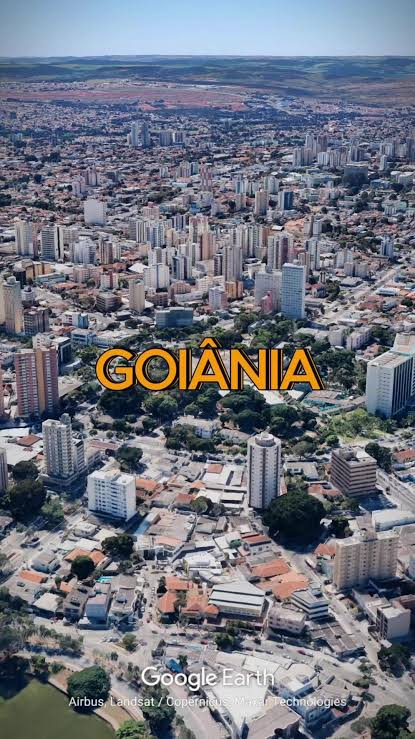 GOIÂNIA
Google Earth
Airbus, Landsat / Copernicus, Maxar Technologies